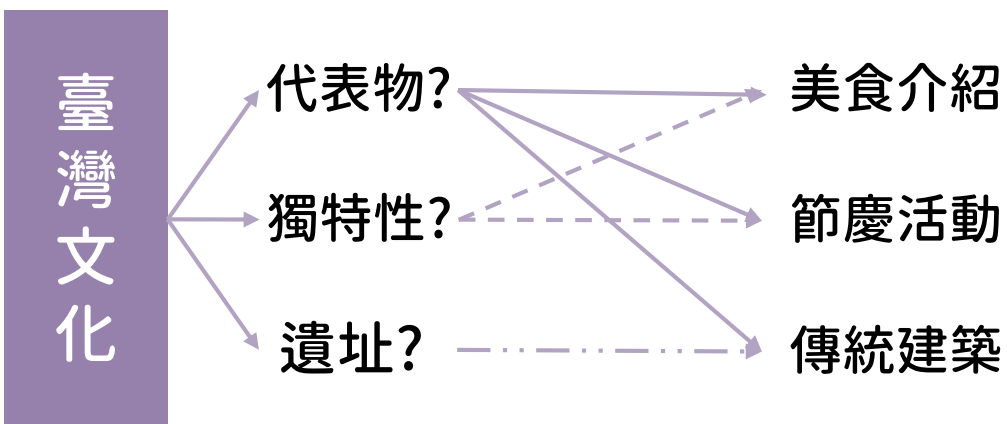 臺灣文化
代表物?
獨特性?
遺址?
美食介紹
節慶活動
傳統建築